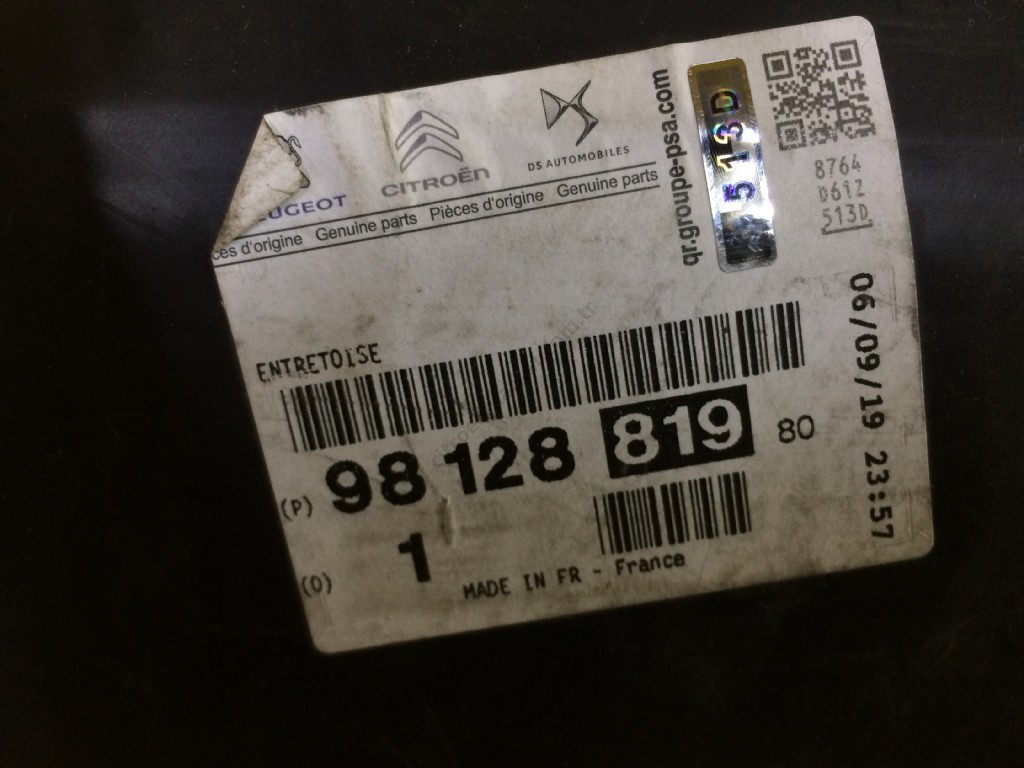 UGEOT
CITROËN
DS AUTOMOBILES
d'origine Genuine parts Pièces d'origine Genuine parts
qr.groupe-psa.com
513D
8764
D612
513D
06/09/19 23:57
ENTRETOISE
(P) 98 128 819 80
(O) 1
MADE IN FR - France